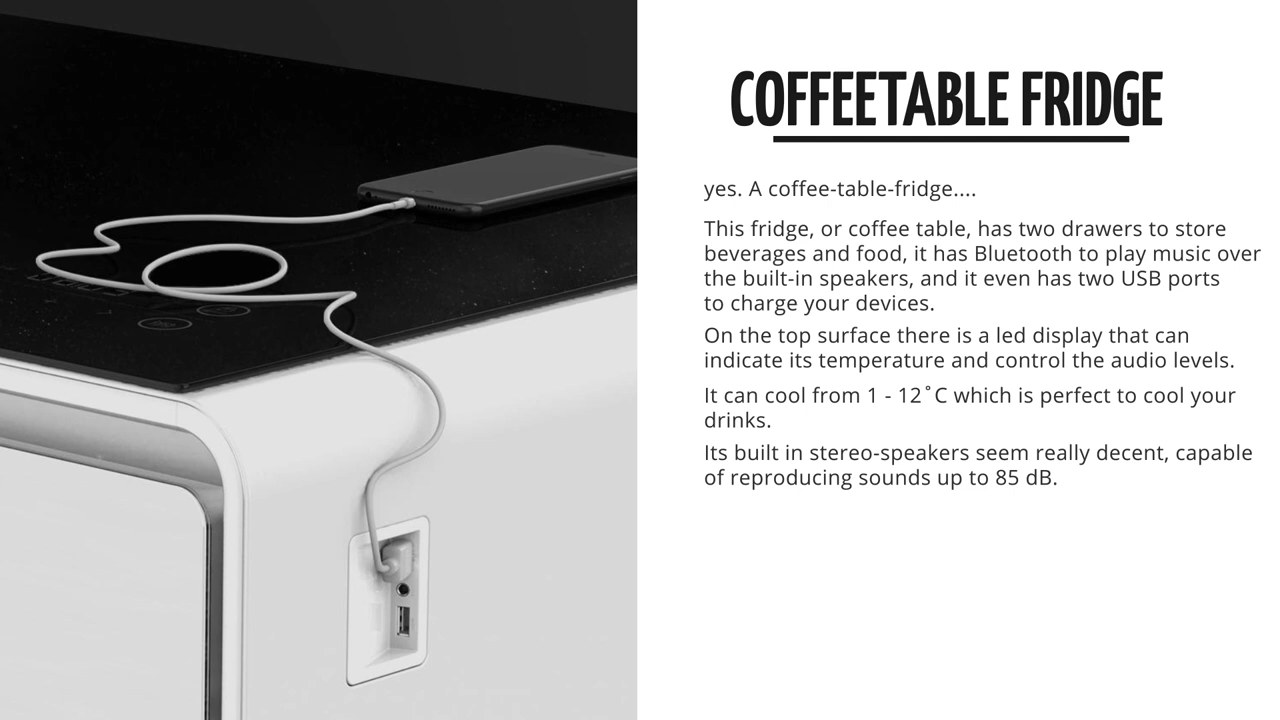 COFFEETABLE FRIDGE
yes. A coffee-table-fridge....
This fridge, or coffee table, has two drawers to store
beverages and food, it has Bluetooth to play music over
the built-in speakers, and it even has two USB ports
to charge your devices.
On the top surface there is a led display that can
indicate its temperature and control the audio levels.
It can cool from 1 - 12˚C which is perfect to cool your
drinks.
Its built in stereo-speakers seem really decent, capable
of reproducing sounds up to 85 dB.